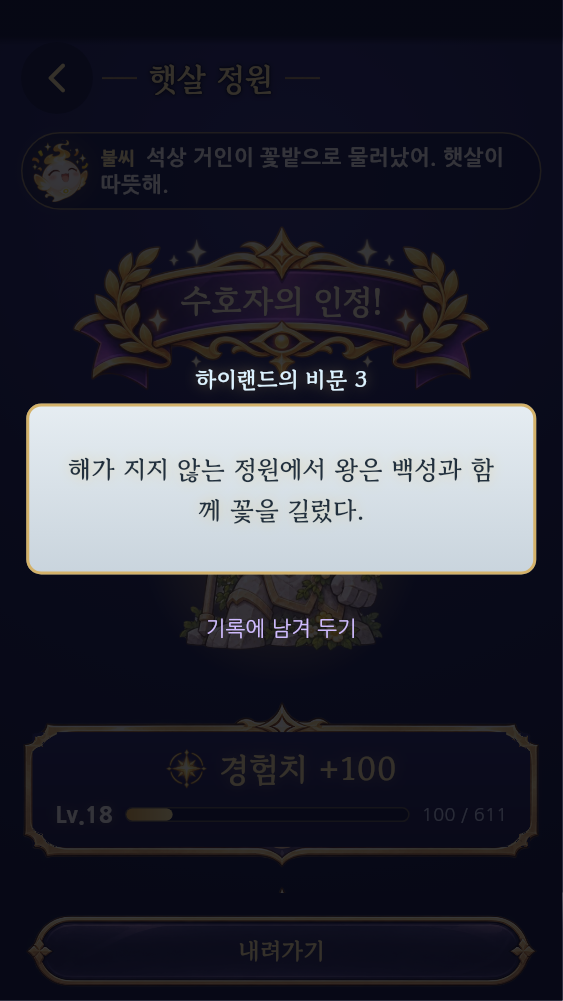 햇살 정원
불씨 석상 거인이 꽃밭으로 물러났어. 햇살이
따뜻해.
수호자의 인정!
하이랜드의 비문 3
해가 지지 않는 정원에서 왕은 백성과 함
께 꽃을 길렀다.
기록에 남겨 두기
경험치 +100
Lv.18 100 / 611
내려가기